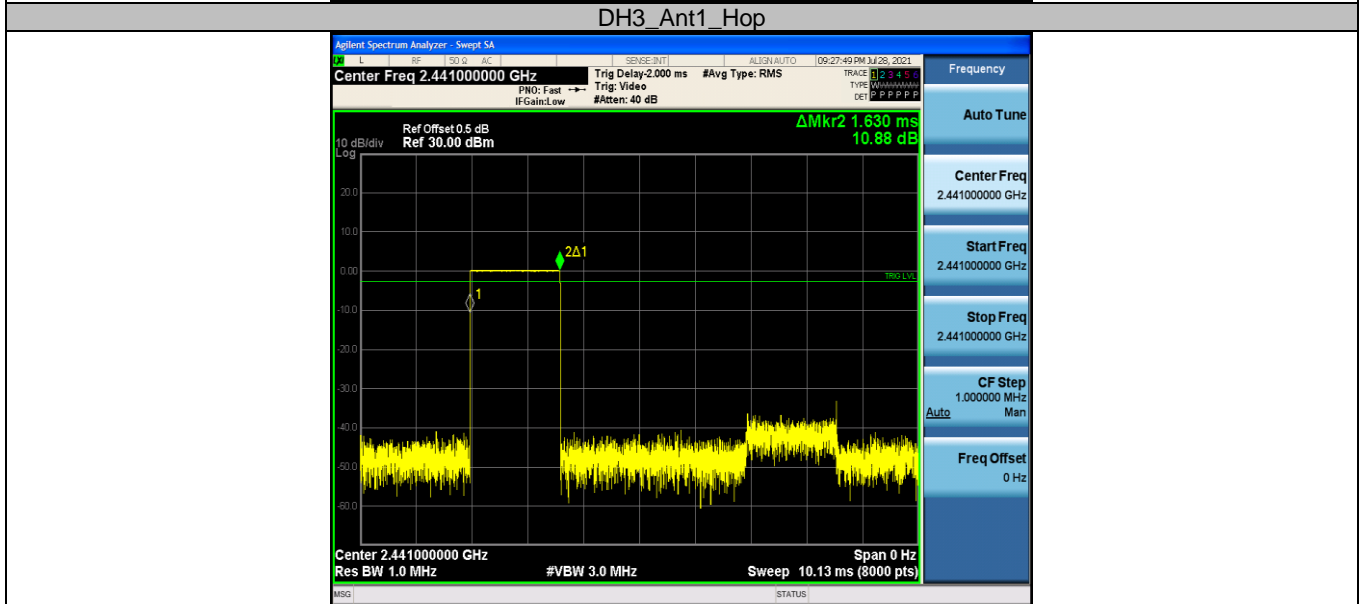 DH3_Ant1_Hop
Agilent Spectrum Analyzer - Swept SA
L RF 50 Ω AC SENSE:INT ALIGN AUTO 09:27:49 PM Jul 28, 2021
Center Freq 2.441000000 GHz
PNO: Fast
IFGain:Low
Trig Delay-2.000 ms
Trig: Video
#Atten: 40 dB
#Avg Type: RMS
TRACE 1 2 3 4 5 6
TYPE WWWWWW
DET P P P P P P
ΔMkr2 1.630 ms
10.88 dB
Ref Offset 0.5 dB
10 dB/div Ref 30.00 dBm
Log
20.0
10.0
0.00
-10.0
-20.0
-30.0
-40.0
-50.0
-60.0
2Δ1
1
TRIG LVL
Center 2.441000000 GHz Span 0 Hz
Res BW 1.0 MHz #VBW 3.0 MHz Sweep 10.13 ms (8000 pts)
MSG STATUS
Frequency
Auto Tune
Center Freq
2.441000000 GHz
Start Freq
2.441000000 GHz
Stop Freq
2.441000000 GHz
CF Step
1.000000 MHz
Auto Man
Freq Offset
0 Hz